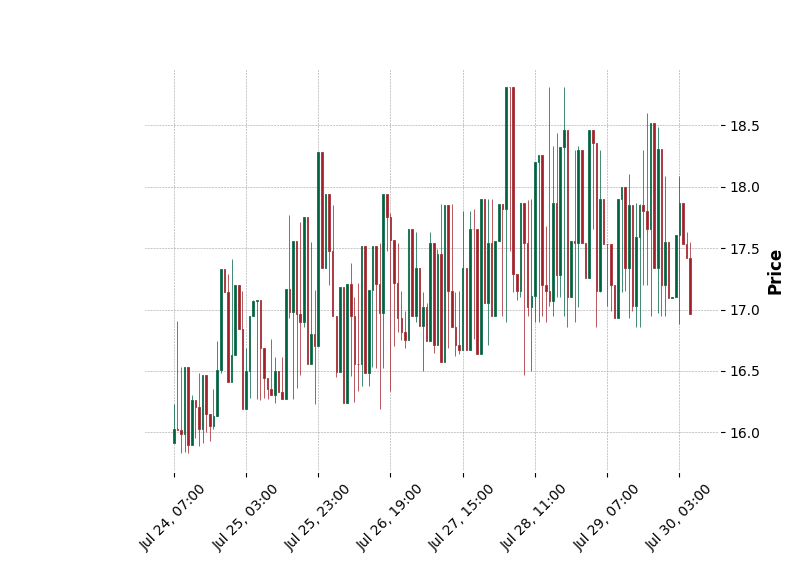 18.5
18.0
17.5
17.0
16.5
16.0
Price
Jul 24, 07:00
Jul 25, 03:00
Jul 25, 23:00
Jul 26, 19:00
Jul 27, 15:00
Jul 28, 11:00
Jul 29, 07:00
Jul 30, 03:00